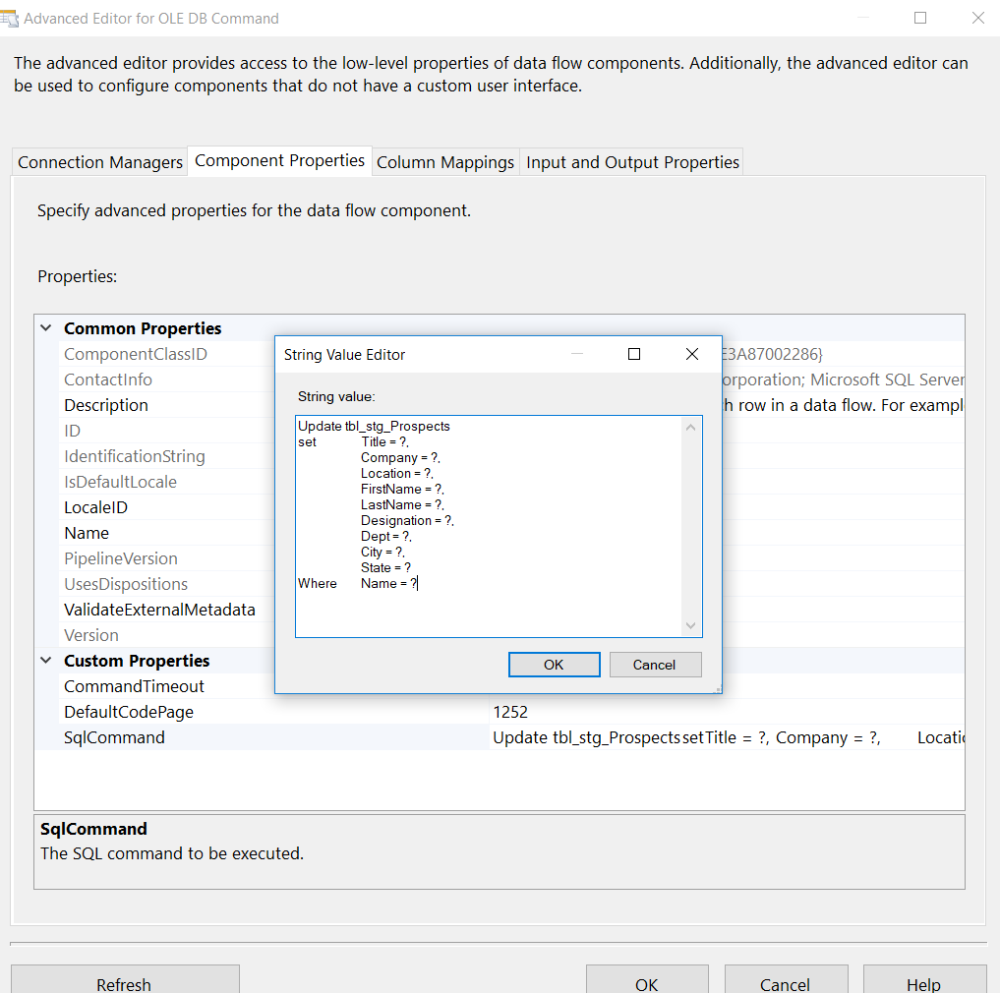 Advanced Editor for OLE DB Command
The advanced editor provides access to the low-level properties of data flow components. Additionally, the advanced editor can
be used to configure components that do not have a custom user interface.
Connection Managers Component Properties Column Mappings Input and Output Properties
Specify advanced properties for the data flow component.
Properties:
Common Properties
ComponentClassID E3A87002286}
ContactInfo orporation; Microsoft SQL Server
Description h row in a data flow. For exampl
ID
IdentificationString
IsDefaultLocale
LocaleID
Name
PipelineVersion
UsesDispositions
ValidateExternalMetadata
Version
Custom Properties
CommandTimeout
DefaultCodePage 1252
SqlCommand Update tbl_stg_ProspectssetTitle = ?, Company = ?, Locatio
String Value Editor
String value:
Update tbl_stg_Prospects
set Title = ?,
Company = ?,
Location = ?,
FirstName = ?,
LastName = ?,
Designation = ?,
Dept = ?,
City = ?,
State = ?
Where Name = ?
OK Cancel
SqlCommand
The SQL command to be executed.
Refresh OK Cancel Help